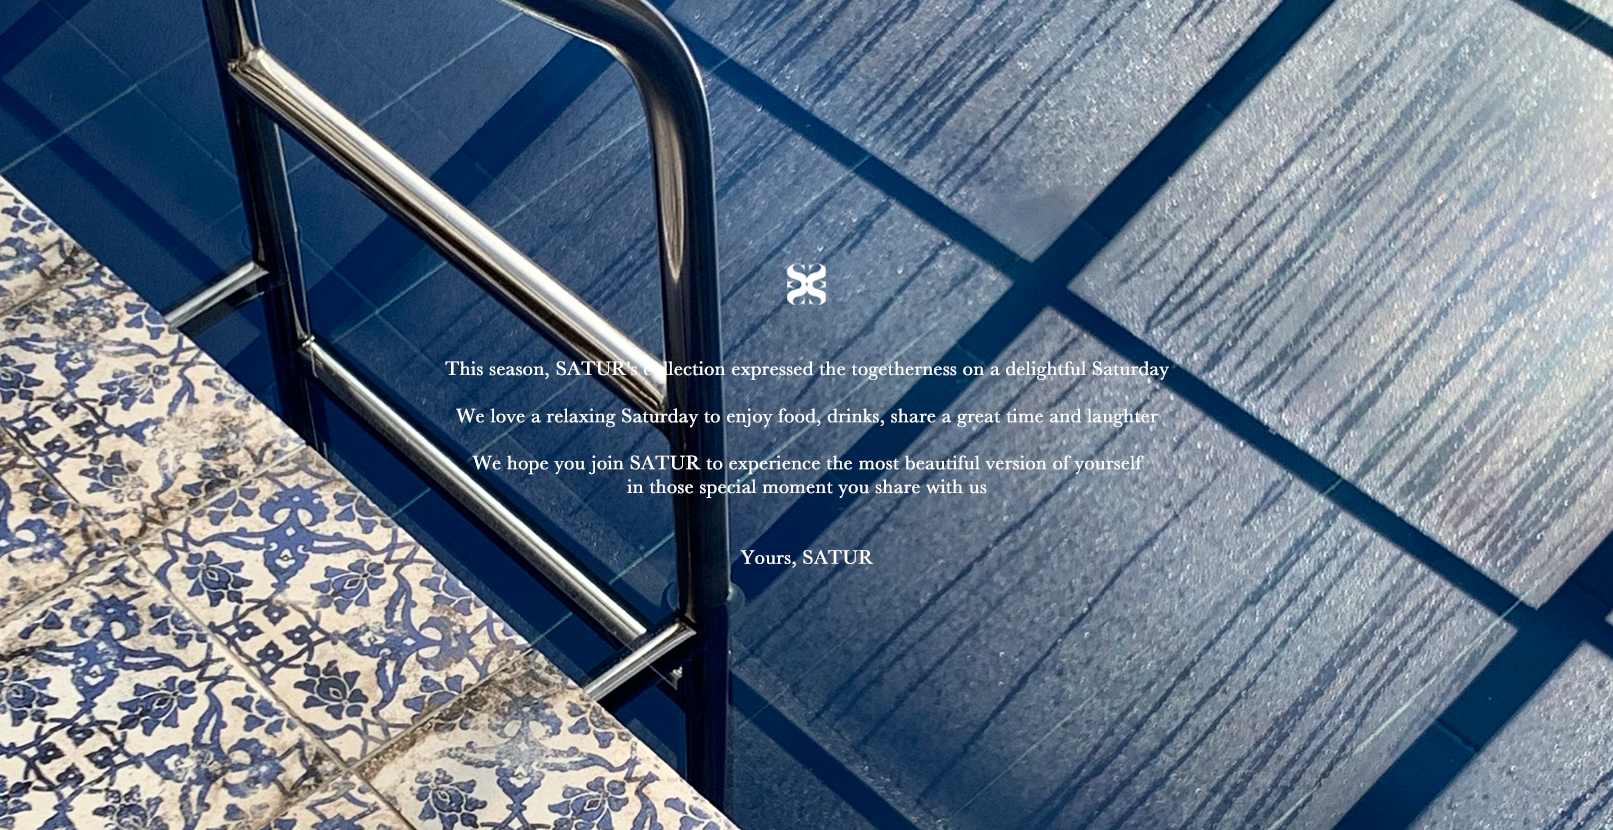 This season, SATUR's collection expressed the togetherness on a delightful Saturday
We love a relaxing Saturday to enjoy food, drinks, share a great time and laughter
We hope you join SATUR to experience the most beautiful version of yourself
in those special moment you share with us
Yours, SATUR